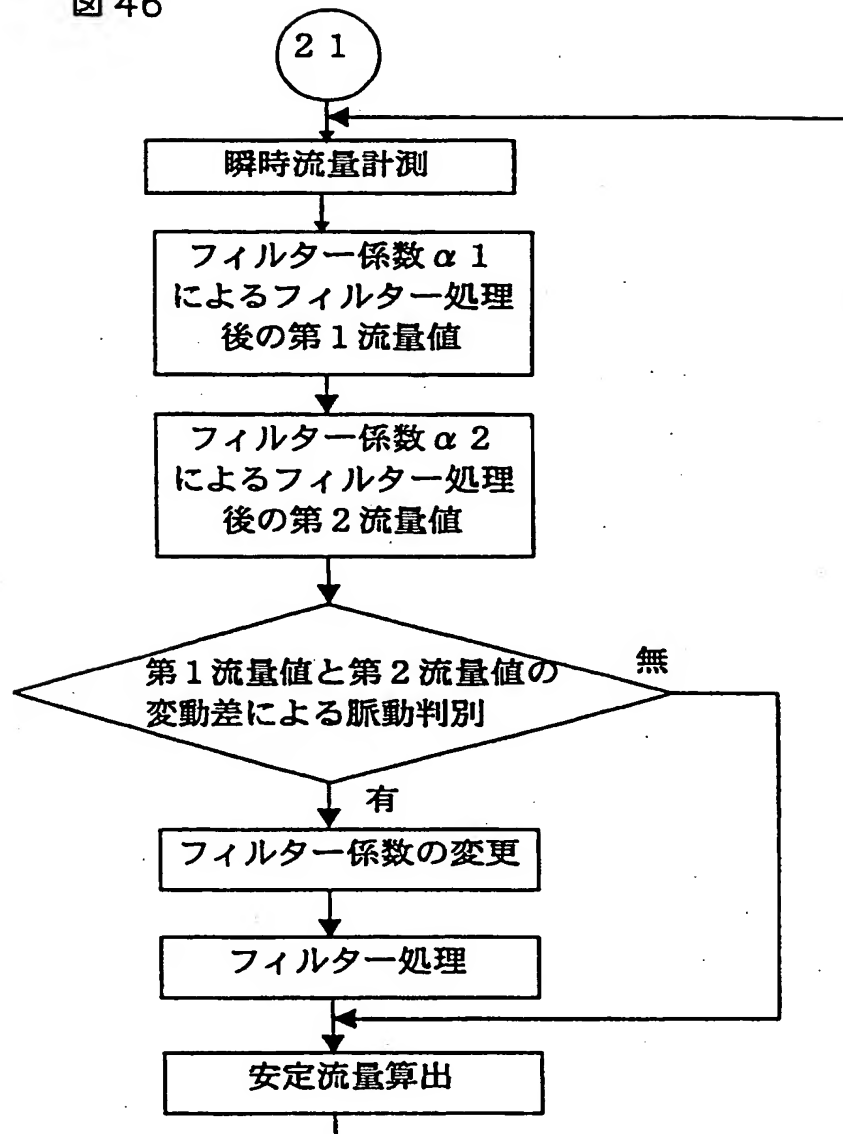 図46
21
瞬時流量計測
フィルター係数α1
によるフィルター処理
後の第1流量値
フィルター係数α2
によるフィルター処理
後の第2流量値
第1流量値と第2流量値の
変動差による脈動判別
無
有
フィルター係数の変更
フィルター処理
安定流量算出